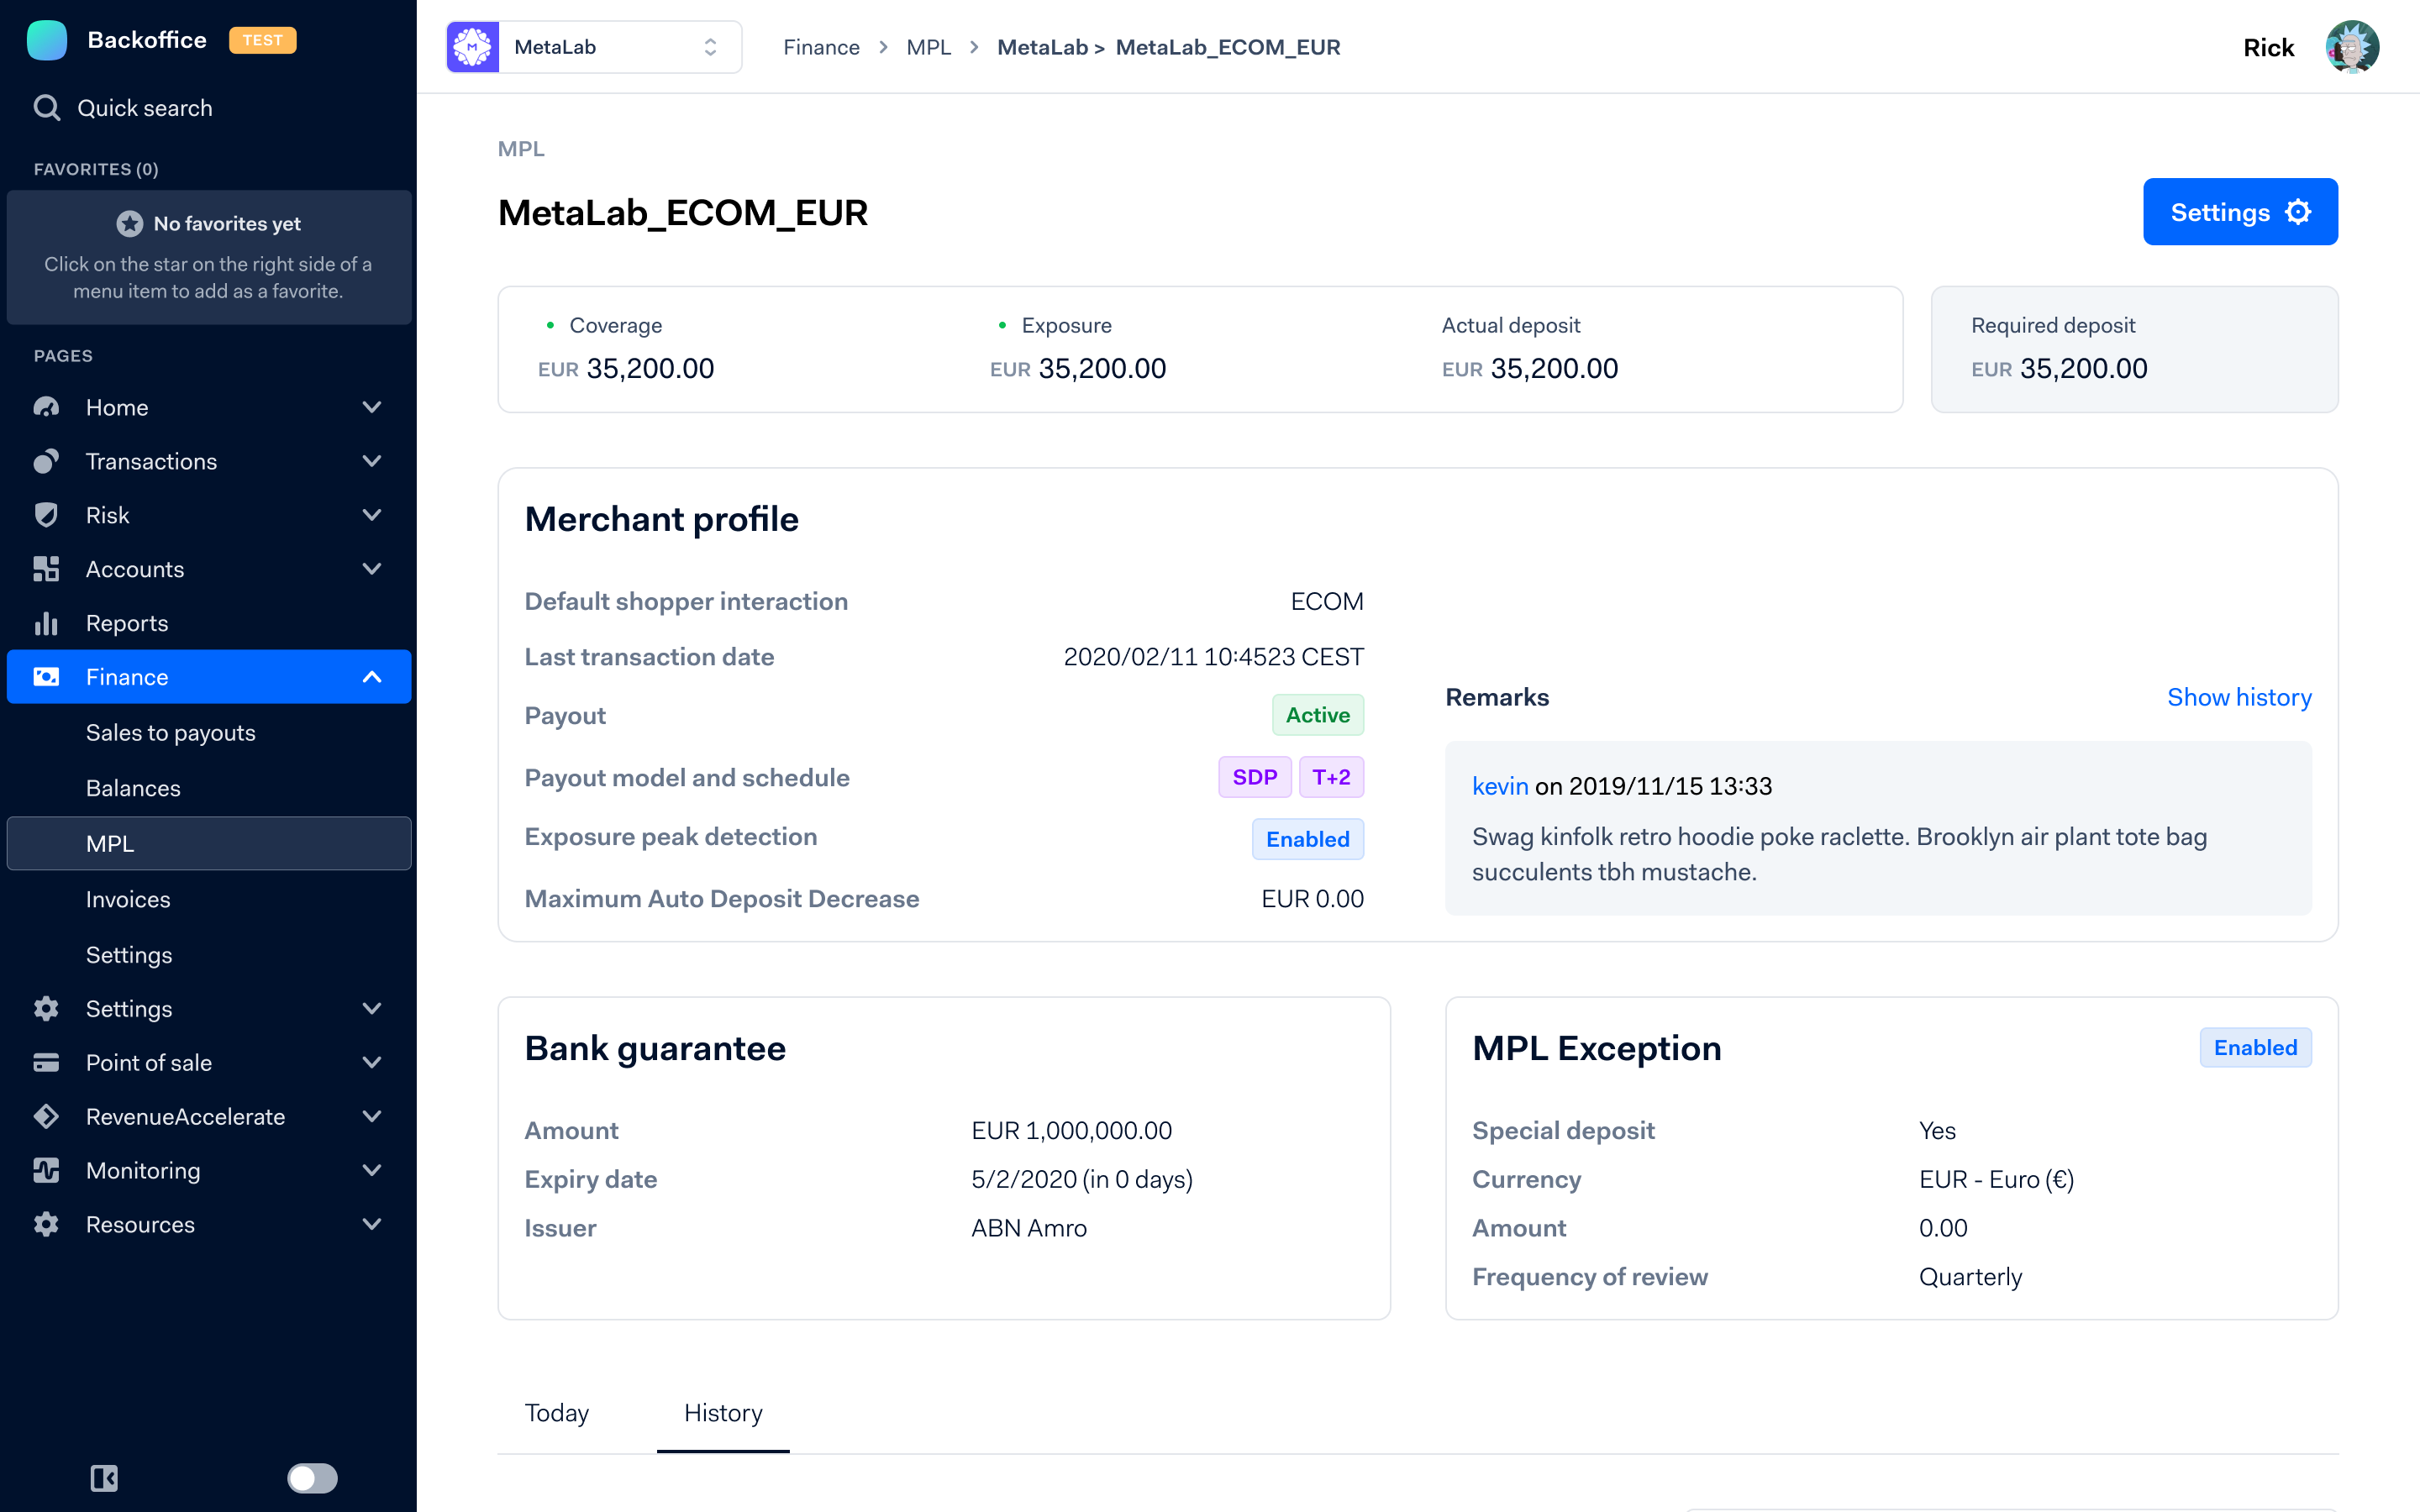 Backoffice TEST
Quick search
FAVORITES (0)
No favorites yet
Click on the star on the right side of a
menu item to add as a favorite.
PAGES
Home
Transactions
Risk
Accounts
Reports
Finance
Sales to payouts
Balances
MPL
Invoices
Settings
Settings
Point of sale
RevenueAccelerate
Monitoring
Resources
M MetaLab
Finance > MPL > MetaLab > MetaLab_ECOM_EUR
Rick
MPL
MetaLab_ECOM_EUR
Settings
Coverage
EUR 35,200.00
Exposure
EUR 35,200.00
Actual deposit
EUR 35,200.00
Required deposit
EUR 35,200.00
Merchant profile
Default shopper interaction ECOM
Last transaction date 2020/02/11 10:4523 CEST
Payout Active
Payout model and schedule SDP T+2
Exposure peak detection Enabled
Maximum Auto Deposit Decrease EUR 0.00
Remarks Show history
kevin on 2019/11/15 13:33
Swag kinfolk retro hoodie poke raclette. Brooklyn air plant tote bag
succulents tbh mustache.
Bank guarantee
Amount EUR 1,000,000.00
Expiry date 5/2/2020 (in 0 days)
Issuer ABN Amro
MPL Exception Enabled
Special deposit Yes
Currency EUR - Euro (€)
Amount 0.00
Frequency of review Quarterly
Today History